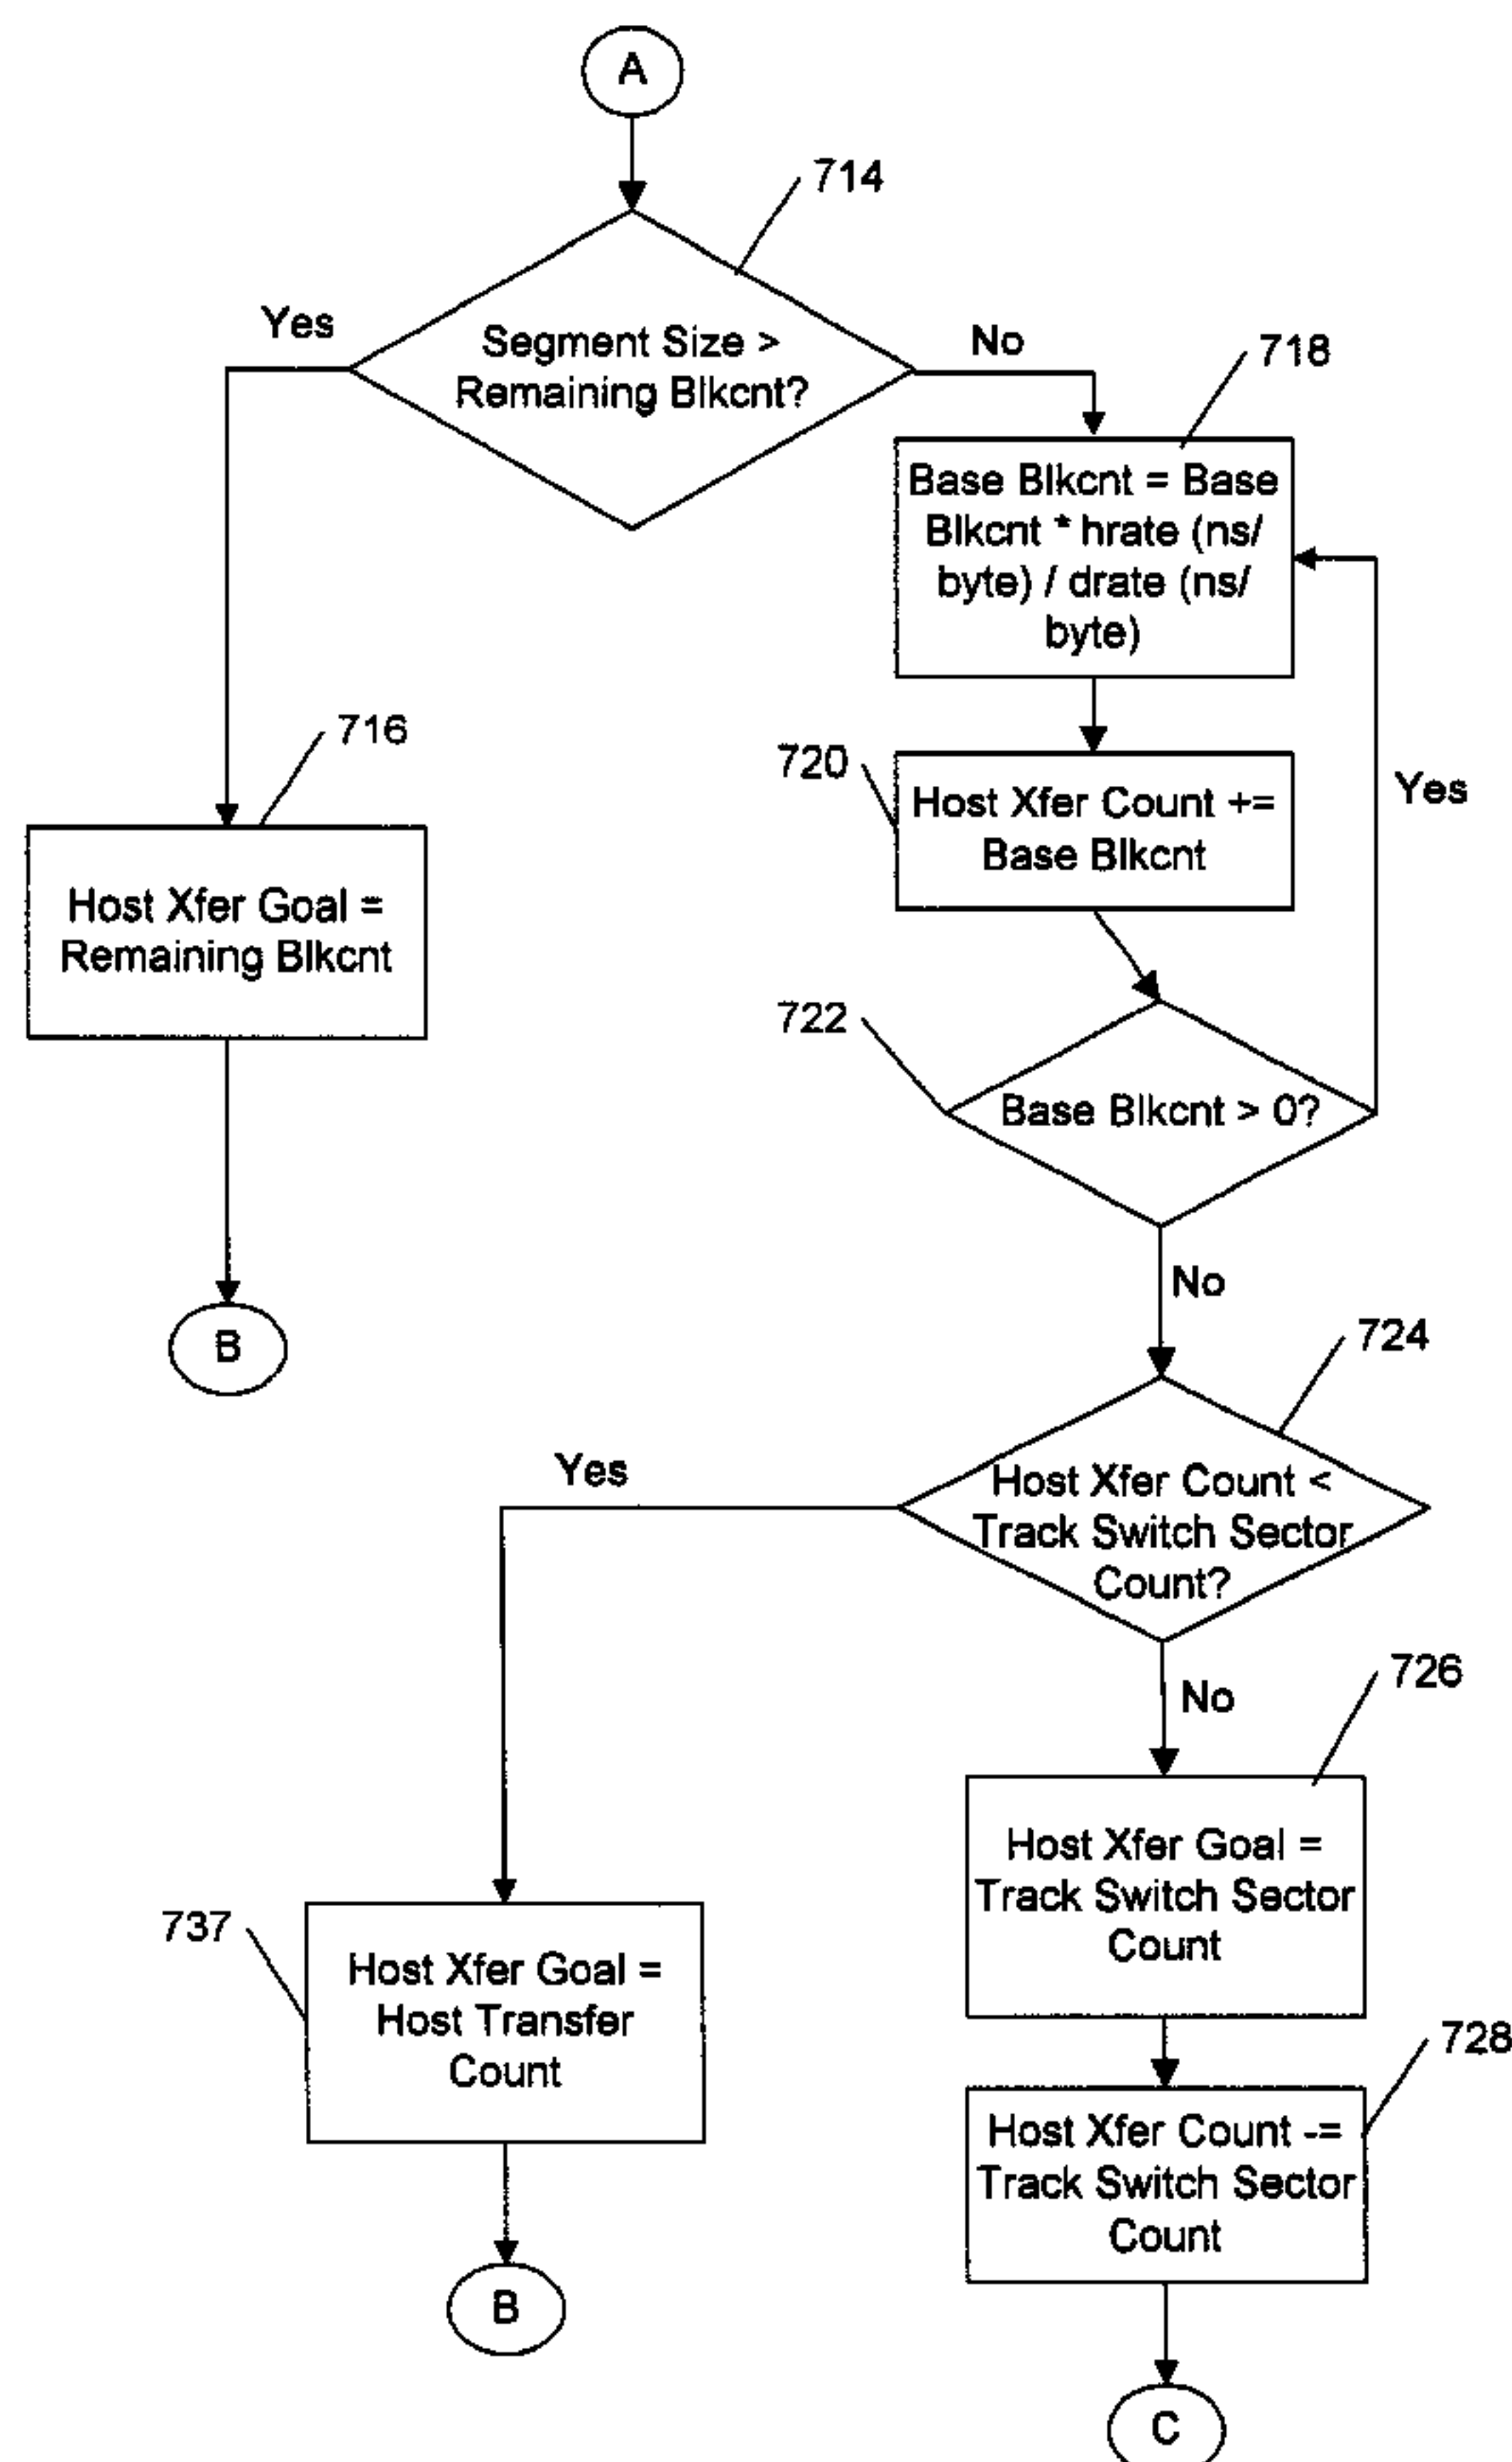 A
714
Yes
Segment Size >
Remaining Blkcnt?
No
718
Base Blkcnt = Base
Blkcnt * hrate (ns/
byte) / drate (ns/
byte)
716
Host Xfer Goal =
Remaining Blkcnt
720
Host Xfer Count +=
Base Blkcnt
Yes
722
Base Blkcnt > 0?
No
B
724
Yes
Host Xfer Count <
Track Switch Sector
Count?
No
726
Host Xfer Goal =
Track Switch Sector
Count
737
Host Xfer Goal =
Host Transfer
Count
728
Host Xfer Count -=
Track Switch Sector
Count
B
C